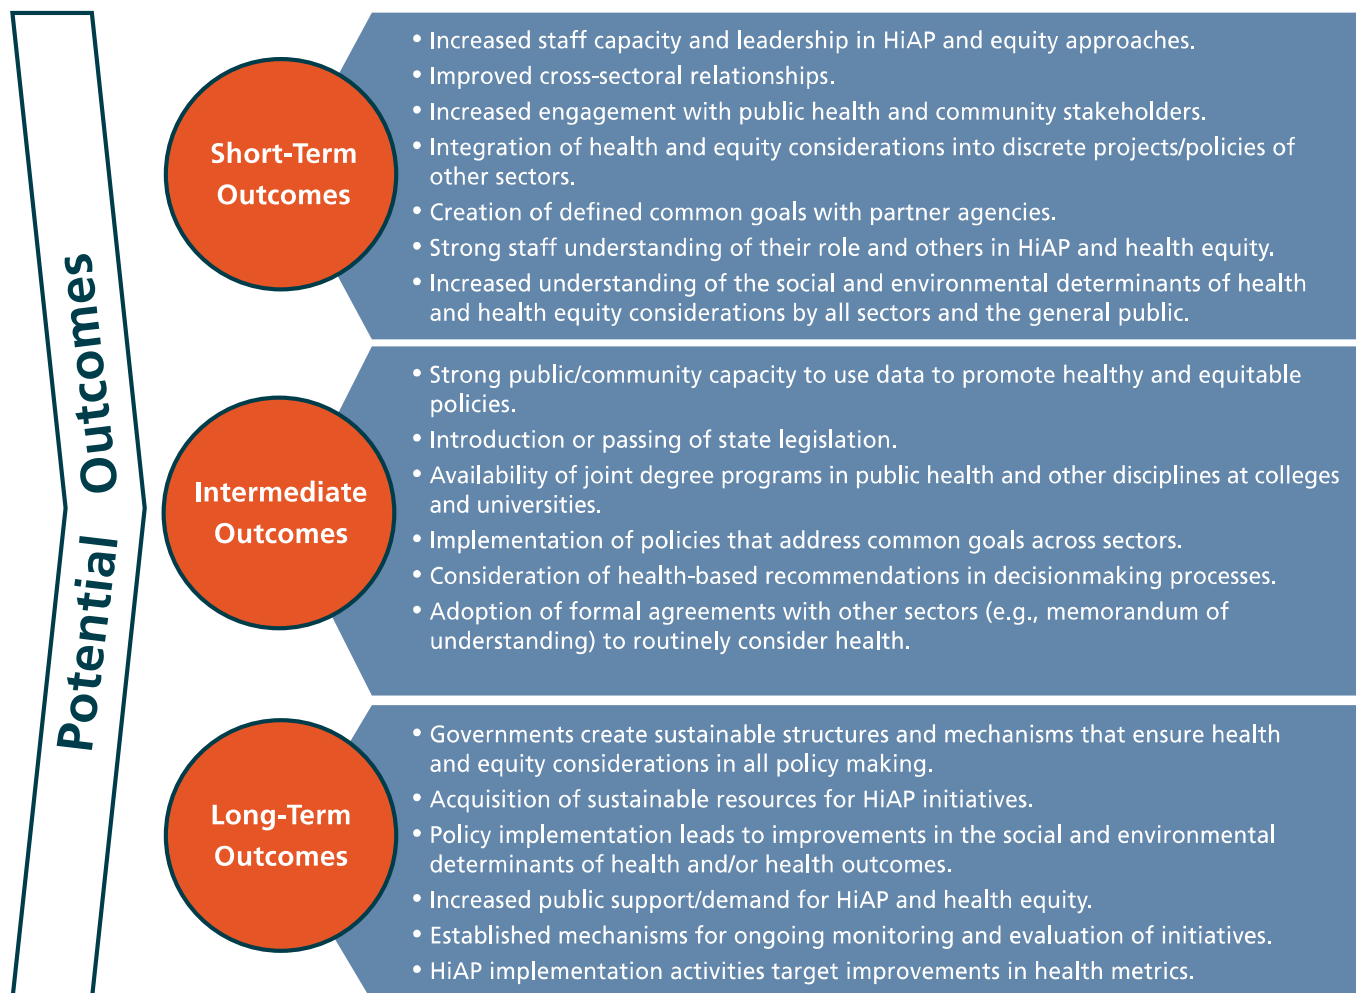 Potential Outcomes
Short-Term
Outcomes
• Increased staff capacity and leadership in HiAP and equity approaches.
• Improved cross-sectoral relationships.
• Increased engagement with public health and community stakeholders.
• Integration of health and equity considerations into discrete projects/policies of
other sectors.
• Creation of defined common goals with partner agencies.
• Strong staff understanding of their role and others in HiAP and health equity.
• Increased understanding of the social and environmental determinants of health
and health equity considerations by all sectors and the general public.
Intermediate
Outcomes
• Strong public/community capacity to use data to promote healthy and equitable
policies.
• Introduction or passing of state legislation.
• Availability of joint degree programs in public health and other disciplines at colleges
and universities.
• Implementation of policies that address common goals across sectors.
• Consideration of health-based recommendations in decisionmaking processes.
• Adoption of formal agreements with other sectors (e.g., memorandum of
understanding) to routinely consider health.
Long-Term
Outcomes
• Governments create sustainable structures and mechanisms that ensure health
and equity considerations in all policy making.
• Acquisition of sustainable resources for HiAP initiatives.
• Policy implementation leads to improvements in the social and environmental
determinants of health and/or health outcomes.
• Increased public support/demand for HiAP and health equity.
• Established mechanisms for ongoing monitoring and evaluation of initiatives.
• HiAP implementation activities target improvements in health metrics.